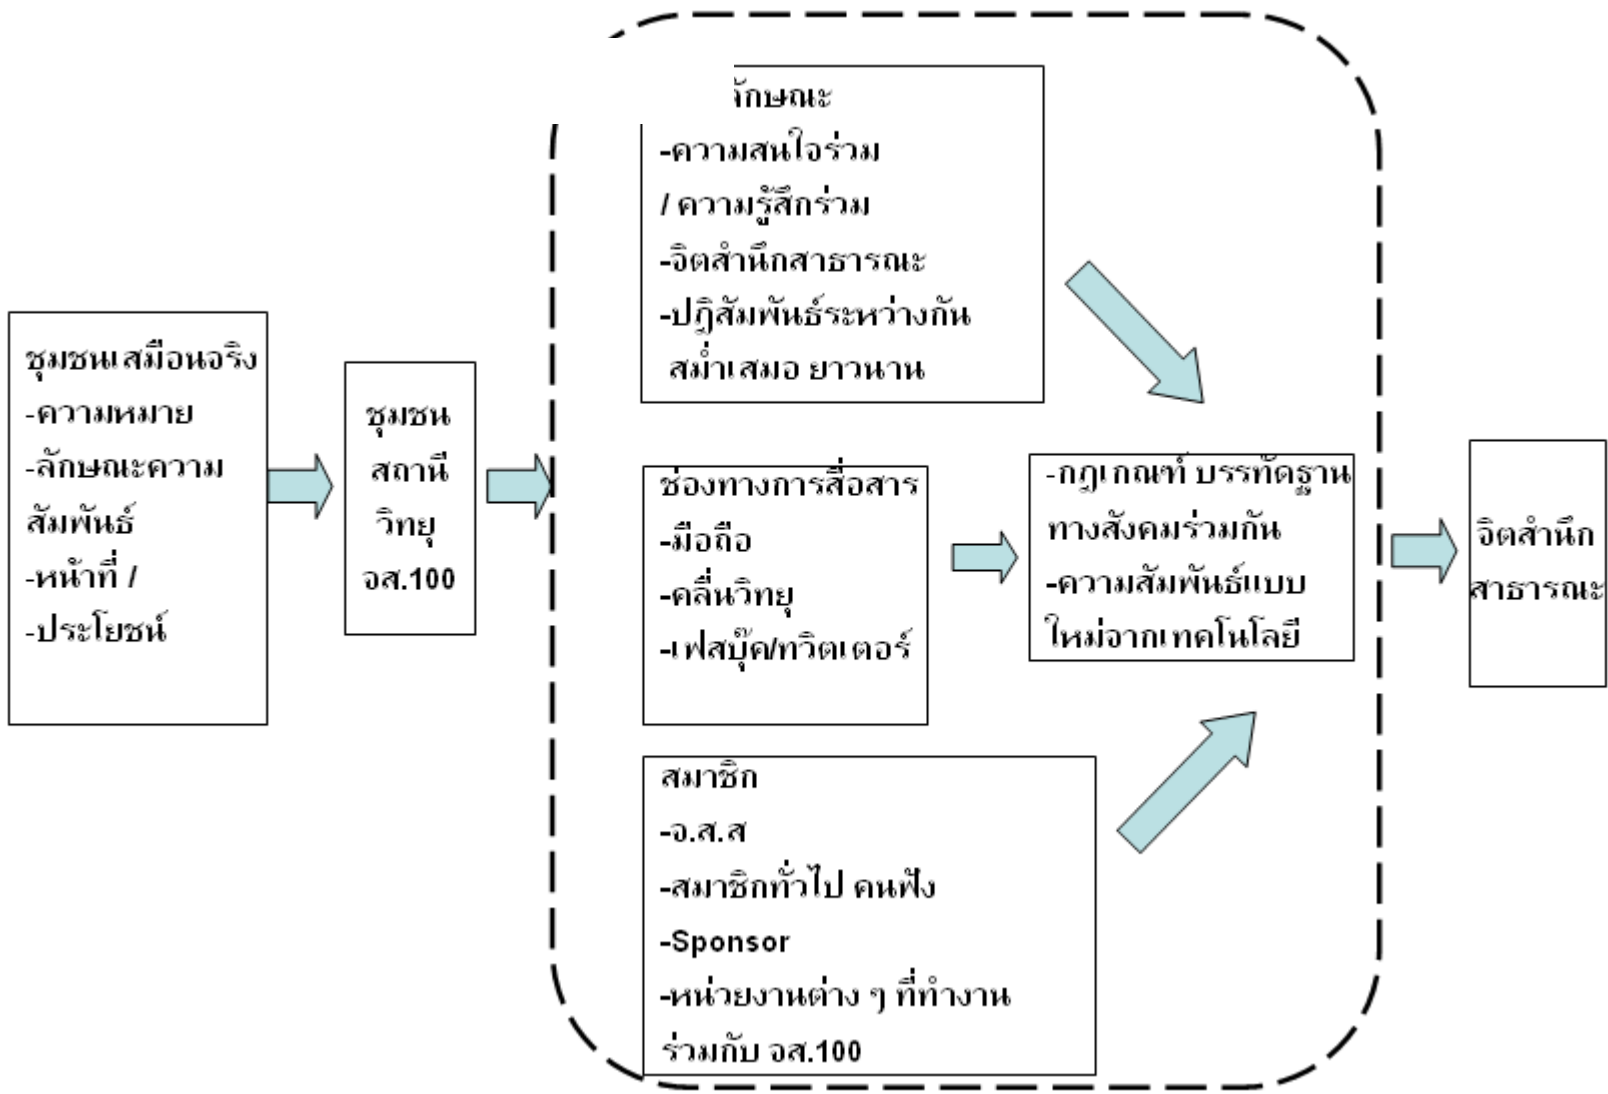 ชุมชนเสมือนจริง
-ความหมาย
-ลักษณะความ
สัมพันธ์
-หน้าที่ /
-ประโยชน์
ชุมชน
สถานี
วิทยุ
จส.100
-ความสนใจร่วม
/ ความรู้สึกร่วม
-จิตสำนึกสาธารณะ
-ปฎิสัมพันธ์ระหว่างกัน
สม่ำเสมอ ยาวนาน
ช่องทางการสื่อสาร
-มือถือ
-คลื่นวิทยุ
-เฟสบุ๊ค/ทวิตเตอร์
สมาชิก
-จ.ส.ส
-สมาชิกทั่วไป คนฟัง
-Sponsor
-หน่วยงานต่าง ๆ ที่ทำงาน
ร่วมกับ จส.100
-กฎเกณฑ์ บรรทัดฐาน
ทางสังคมร่วมกัน
-ความสัมพันธ์แบบ
ใหม่จากเทคโนโลยี
จิตสำนึก
สาธารณะ